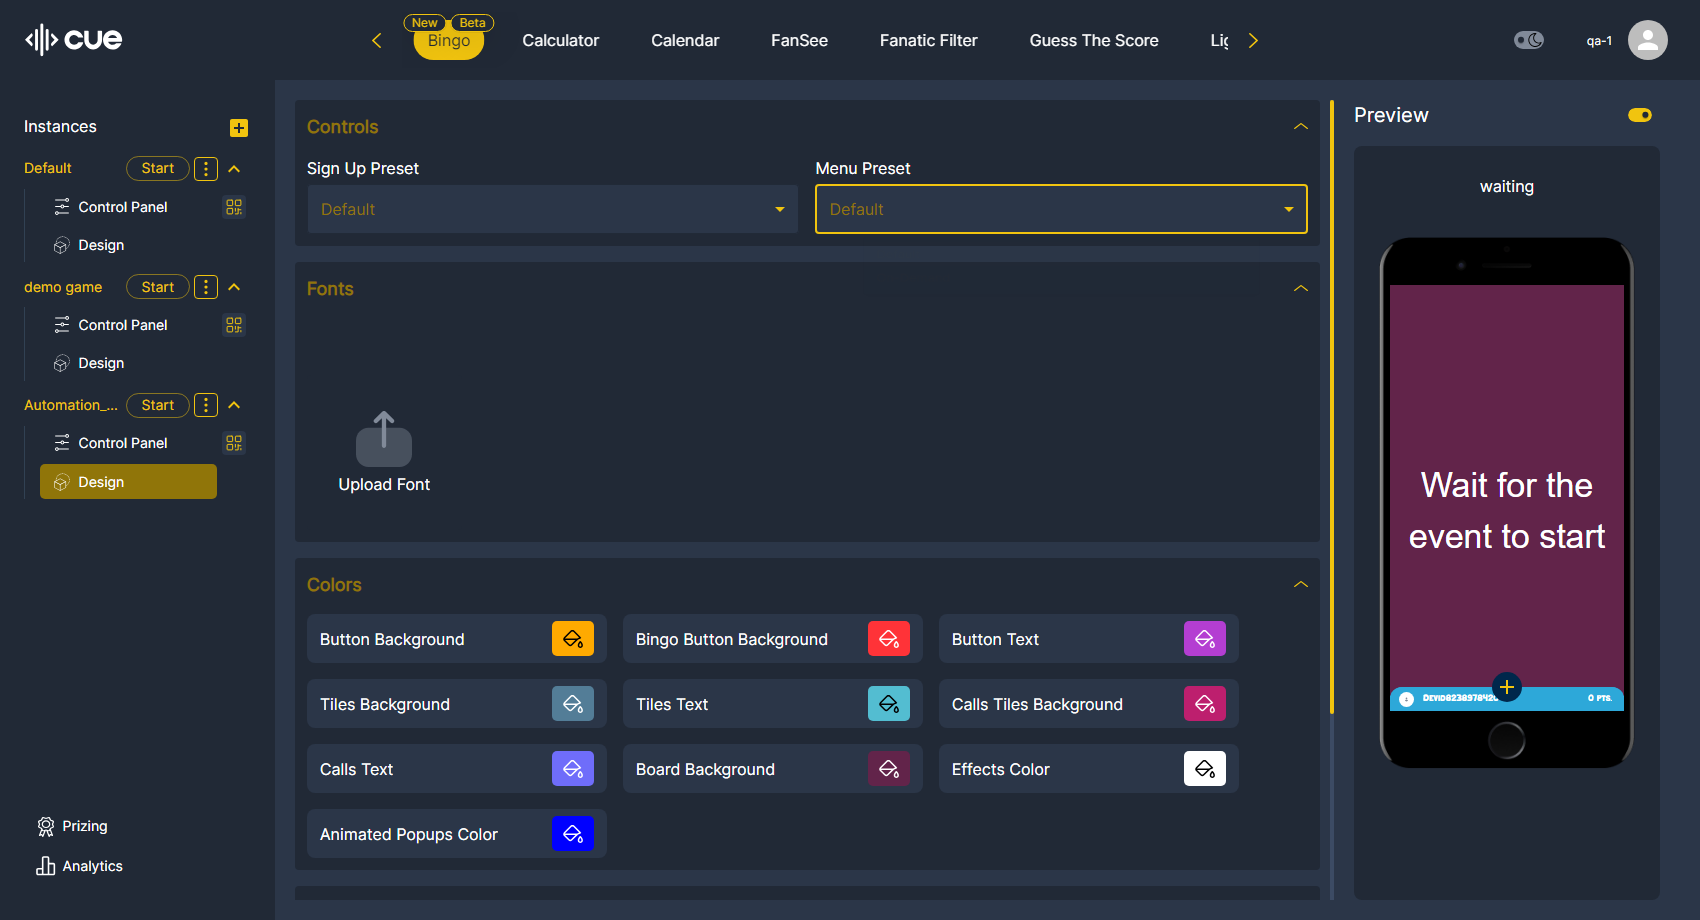 cue
New Beta
Bingo Calculator Calendar FanSee Fanatic Filter Guess The Score
qa-1
Instances
Default Start
Control Panel
Design
demo game Start
Control Panel
Design
Automation_... Start
Control Panel
Design
Prizing
Analytics
Controls
Sign Up Preset Menu Preset
Default Default
Fonts
Upload Font
Colors
Button Background Bingo Button Background Button Text
Tiles Background Tiles Text Calls Tiles Background
Calls Text Board Background Effects Color
Animated Popups Color
Preview
waiting
Wait for the
event to start
0 PTS.